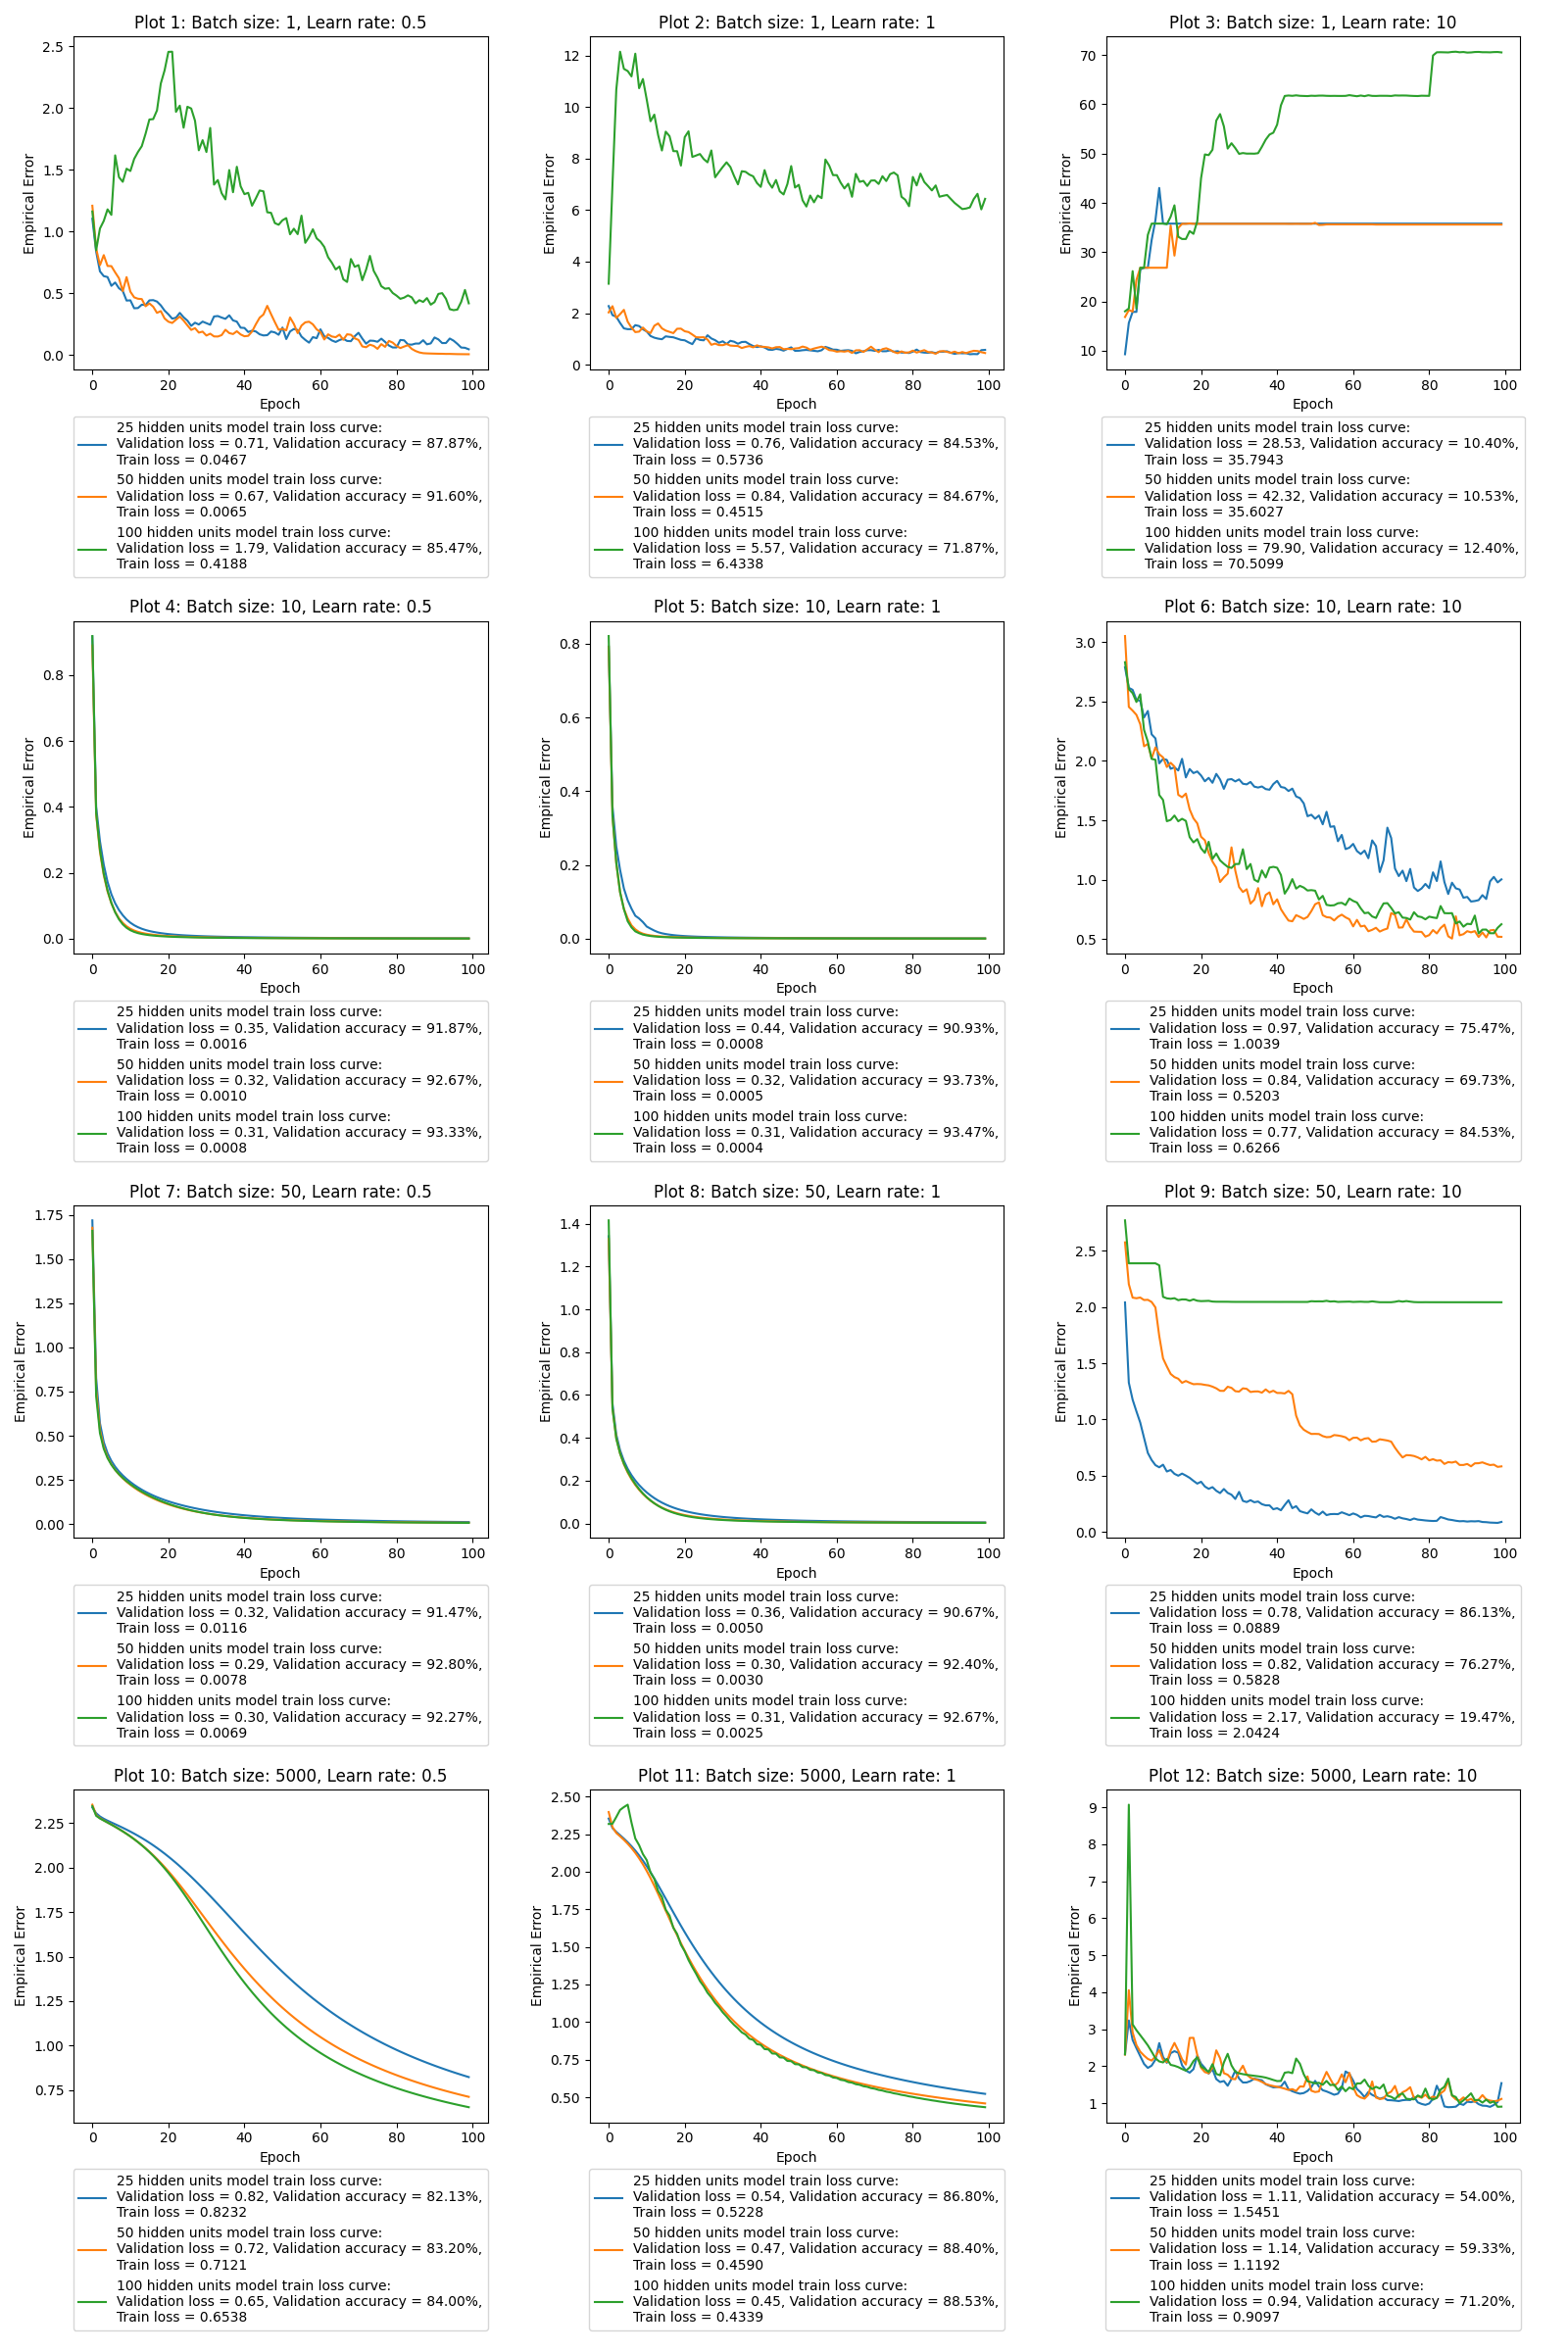 Plot 1: Batch size: 1, Learn rate: 0.5
2.5
2.0
1.5
1.0
0.5
0.0
Empirical Error
0 20 40 60 80 100
Epoch
25 hidden units model train loss curve:
Validation loss = 0.71, Validation accuracy = 87.87%,
Train loss = 0.0467
50 hidden units model train loss curve:
Validation loss = 0.67, Validation accuracy = 91.60%,
Train loss = 0.0065
100 hidden units model train loss curve:
Validation loss = 1.79, Validation accuracy = 85.47%,
Train loss = 0.4188
Plot 2: Batch size: 1, Learn rate: 1
12
10
8
6
4
2
0
Empirical Error
0 20 40 60 80 100
Epoch
25 hidden units model train loss curve:
Validation loss = 0.76, Validation accuracy = 84.53%,
Train loss = 0.5736
50 hidden units model train loss curve:
Validation loss = 0.84, Validation accuracy = 84.67%,
Train loss = 0.4515
100 hidden units model train loss curve:
Validation loss = 5.57, Validation accuracy = 71.87%,
Train loss = 6.4338
Plot 3: Batch size: 1, Learn rate: 10
70
60
50
40
30
20
10
Empirical Error
0 20 40 60 80 100
Epoch
25 hidden units model train loss curve:
Validation loss = 28.53, Validation accuracy = 10.40%,
Train loss = 35.7943
50 hidden units model train loss curve:
Validation loss = 42.32, Validation accuracy = 10.53%,
Train loss = 35.6027
100 hidden units model train loss curve:
Validation loss = 79.90, Validation accuracy = 12.40%,
Train loss = 70.5099
Plot 4: Batch size: 10, Learn rate: 0.5
0.8
0.6
0.4
0.2
0.0
Empirical Error
0 20 40 60 80 100
Epoch
25 hidden units model train loss curve:
Validation loss = 0.35, Validation accuracy = 91.87%,
Train loss = 0.0016
50 hidden units model train loss curve:
Validation loss = 0.32, Validation accuracy = 92.67%,
Train loss = 0.0010
100 hidden units model train loss curve:
Validation loss = 0.31, Validation accuracy = 93.33%,
Train loss = 0.0008
Plot 5: Batch size: 10, Learn rate: 1
0.8
0.6
0.4
0.2
0.0
Empirical Error
0 20 40 60 80 100
Epoch
25 hidden units model train loss curve:
Validation loss = 0.44, Validation accuracy = 90.93%,
Train loss = 0.0008
50 hidden units model train loss curve:
Validation loss = 0.32, Validation accuracy = 93.73%,
Train loss = 0.0005
100 hidden units model train loss curve:
Validation loss = 0.31, Validation accuracy = 93.47%,
Train loss = 0.0004
Plot 6: Batch size: 10, Learn rate: 10
3.0
2.5
2.0
1.5
1.0
0.5
Empirical Error
0 20 40 60 80 100
Epoch
25 hidden units model train loss curve:
Validation loss = 0.97, Validation accuracy = 75.47%,
Train loss = 1.0039
50 hidden units model train loss curve:
Validation loss = 0.84, Validation accuracy = 69.73%,
Train loss = 0.5203
100 hidden units model train loss curve:
Validation loss = 0.77, Validation accuracy = 84.53%,
Train loss = 0.6266
Plot 7: Batch size: 50, Learn rate: 0.5
1.75
1.50
1.25
1.00
0.75
0.50
0.25
0.00
Empirical Error
0 20 40 60 80 100
Epoch
25 hidden units model train loss curve:
Validation loss = 0.32, Validation accuracy = 91.47%,
Train loss = 0.0116
50 hidden units model train loss curve:
Validation loss = 0.29, Validation accuracy = 92.80%,
Train loss = 0.0078
100 hidden units model train loss curve:
Validation loss = 0.30, Validation accuracy = 92.27%,
Train loss = 0.0069
Plot 8: Batch size: 50, Learn rate: 1
1.4
1.2
1.0
0.8
0.6
0.4
0.2
0.0
Empirical Error
0 20 40 60 80 100
Epoch
25 hidden units model train loss curve:
Validation loss = 0.36, Validation accuracy = 90.67%,
Train loss = 0.0050
50 hidden units model train loss curve:
Validation loss = 0.30, Validation accuracy = 92.40%,
Train loss = 0.0030
100 hidden units model train loss curve:
Validation loss = 0.31, Validation accuracy = 92.67%,
Train loss = 0.0025
Plot 9: Batch size: 50, Learn rate: 10
2.5
2.0
1.5
1.0
0.5
0.0
Empirical Error
0 20 40 60 80 100
Epoch
25 hidden units model train loss curve:
Validation loss = 0.78, Validation accuracy = 86.13%,
Train loss = 0.0889
50 hidden units model train loss curve:
Validation loss = 0.82, Validation accuracy = 76.27%,
Train loss = 0.5828
100 hidden units model train loss curve:
Validation loss = 2.17, Validation accuracy = 19.47%,
Train loss = 2.0424
Plot 10: Batch size: 5000, Learn rate: 0.5
2.25
2.00
1.75
1.50
1.25
1.00
0.75
Empirical Error
0 20 40 60 80 100
Epoch
25 hidden units model train loss curve:
Validation loss = 0.82, Validation accuracy = 82.13%,
Train loss = 0.8232
50 hidden units model train loss curve:
Validation loss = 0.72, Validation accuracy = 83.20%,
Train loss = 0.7121
100 hidden units model train loss curve:
Validation loss = 0.65, Validation accuracy = 84.00%,
Train loss = 0.6538
Plot 11: Batch size: 5000, Learn rate: 1
2.50
2.25
2.00
1.75
1.50
1.25
1.00
0.75
0.50
Empirical Error
0 20 40 60 80 100
Epoch
25 hidden units model train loss curve:
Validation loss = 0.54, Validation accuracy = 86.80%,
Train loss = 0.5228
50 hidden units model train loss curve:
Validation loss = 0.47, Validation accuracy = 88.40%,
Train loss = 0.4590
100 hidden units model train loss curve:
Validation loss = 0.45, Validation accuracy = 88.53%,
Train loss = 0.4339
Plot 12: Batch size: 5000, Learn rate: 10
9
8
7
6
5
4
3
2
1
Empirical Error
0 20 40 60 80 100
Epoch
25 hidden units model train loss curve:
Validation loss = 1.11, Validation accuracy = 54.00%,
Train loss = 1.5451
50 hidden units model train loss curve:
Validation loss = 1.14, Validation accuracy = 59.33%,
Train loss = 1.1192
100 hidden units model train loss curve:
Validation loss = 0.94, Validation accuracy = 71.20%,
Train loss = 0.9097